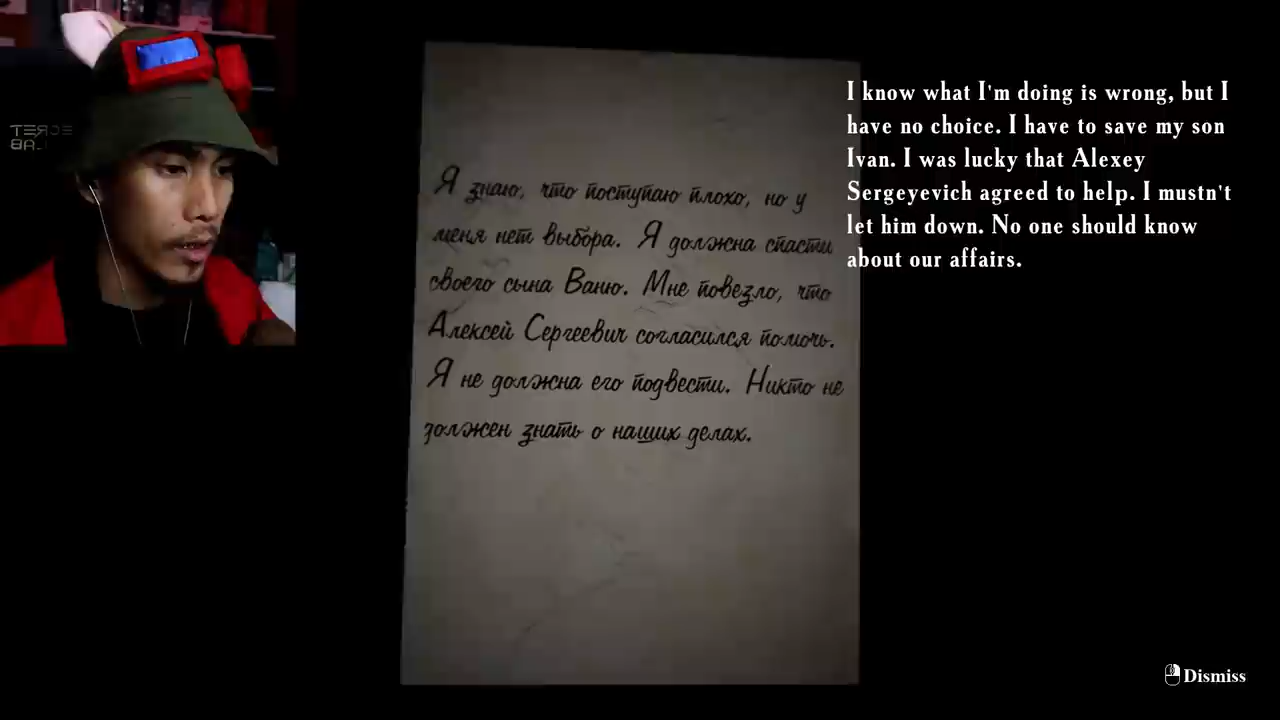 Я знаю, что поступаю плохо, но у
меня нет выбора. Я должна спасти
своего сына Ваню. Мне повезло, что
Алексей Сергеевич согласился помочь.
Я не должна его подвести. Никто не
должен знать о наших делах.
I know what I'm doing is wrong, but I
have no choice. I have to save my son
Ivan. I was lucky that Alexey
Sergeyevich agreed to help. I mustn't
let him down. No one should know
about our affairs.
Dismiss